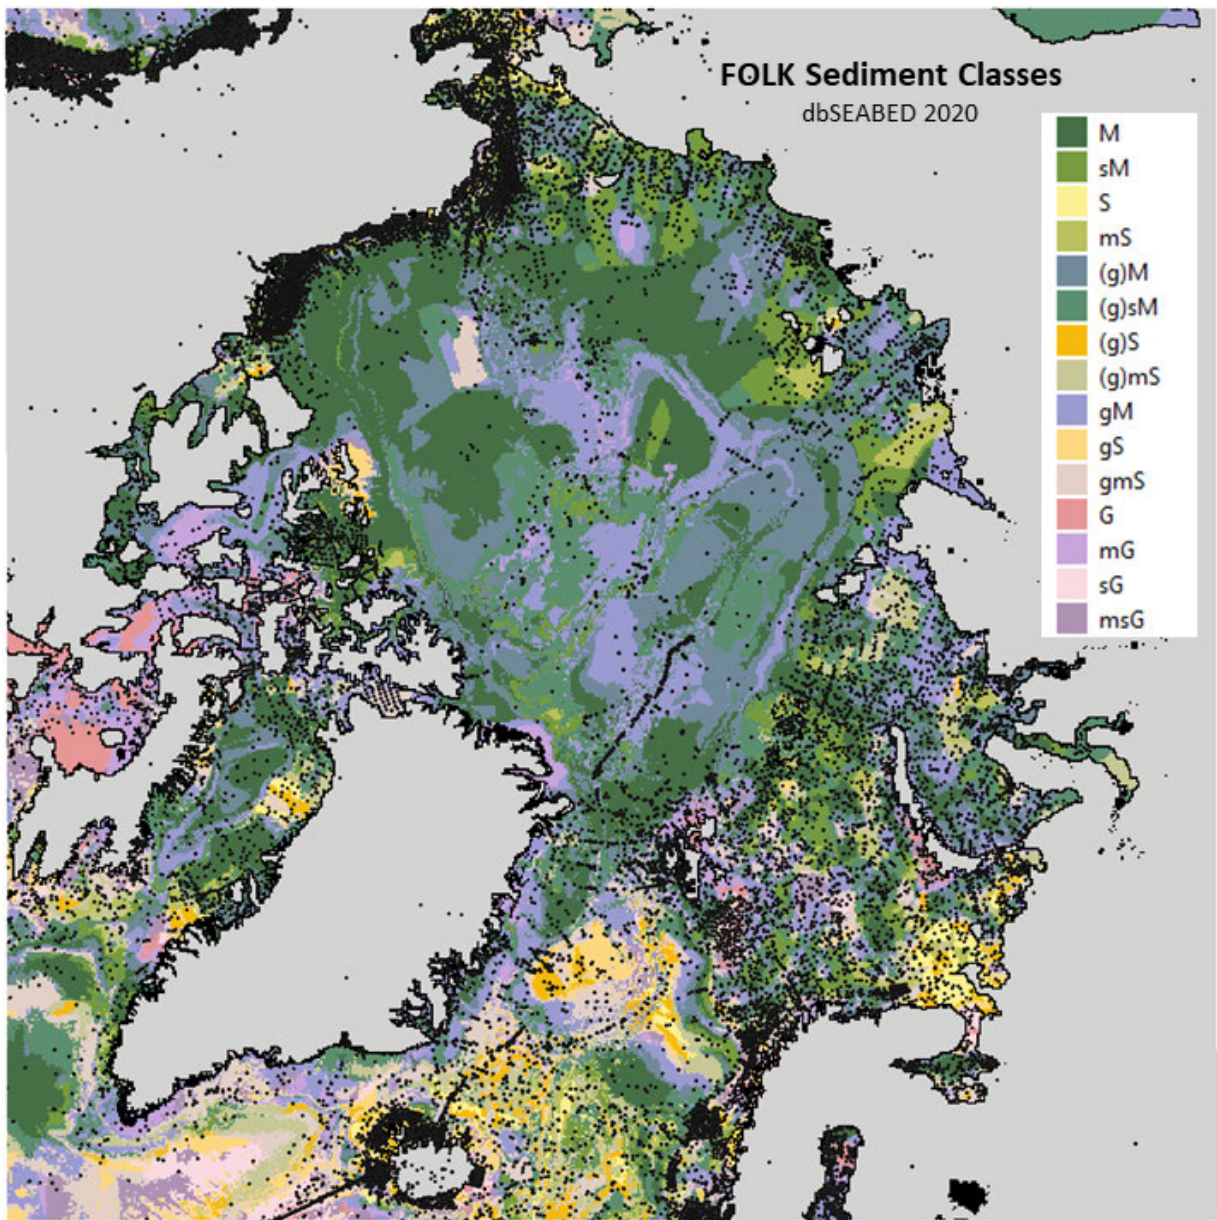 FOLK Sediment Classes
dbSEABED 2020
M
sM
S
mS
(g)M
(g)sM
(g)S
(g)mS
gM
gS
gmS
G
mG
sG
msG